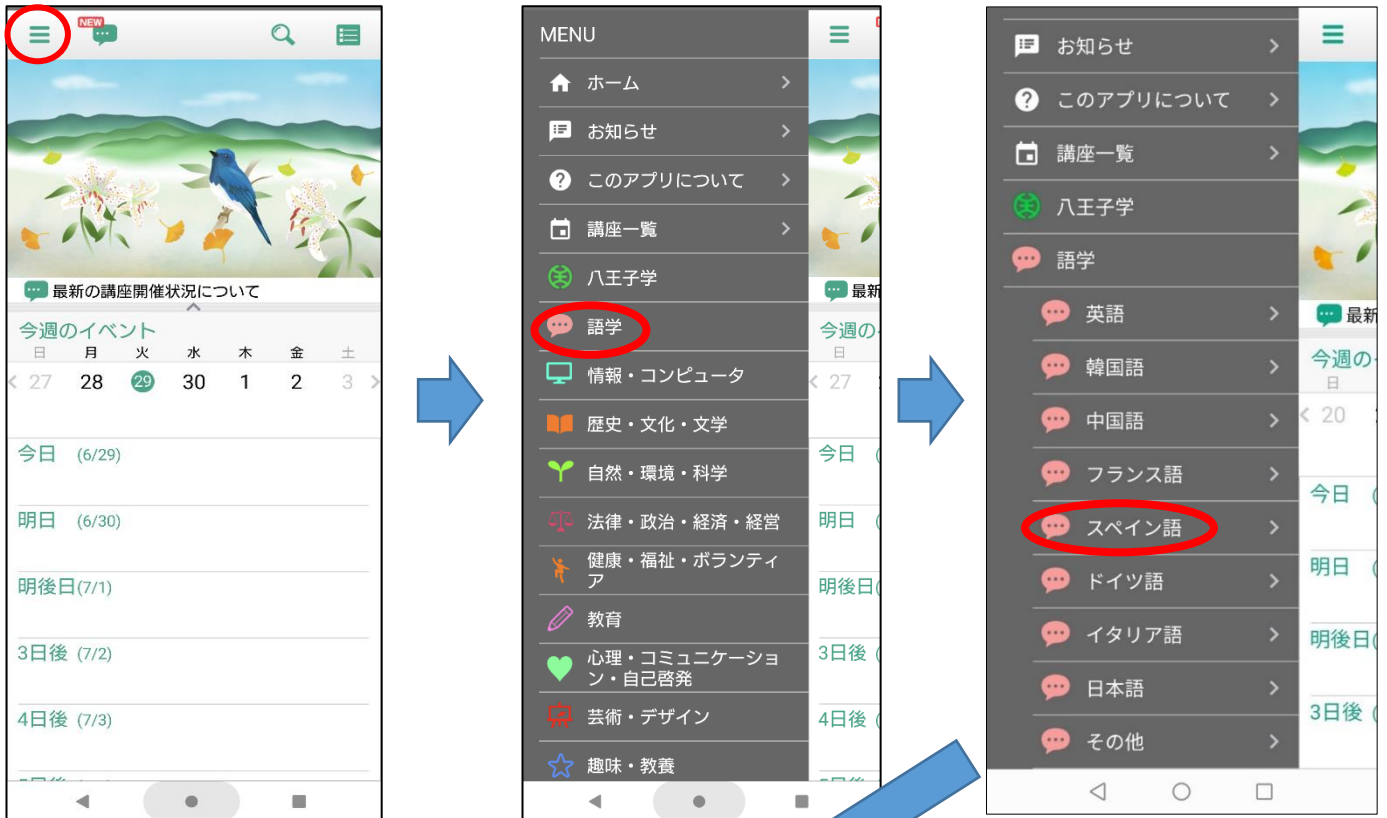 NEW
最新の講座開催状況について
今週のイベント
日 月 火 水 木 金 土
< 27 28 29 30 1 2 3 >
今日 (6/29)
明日 (6/30)
明後日(7/1)
3日後 (7/2)
4日後 (7/3)
MENU
ホーム
お知らせ
このアプリについて
講座一覧
八王子学
語学
情報・コンピュータ
歴史・文化・文学
自然・環境・科学
法律・政治・経済・経営
健康・福祉・ボランティ
ア
教育
心理・コミュニケーショ
ン・自己啓発
芸術・デザイン
趣味・教養
最新
今週の
日
< 27
今日
明日
明後日
3日後
4日後
お知らせ
このアプリについて
講座一覧
八王子学
語学
英語
韓国語
中国語
フランス語
スペイン語
ドイツ語
イタリア語
日本語
その他
最新
今週の
日
< 20
今日
明日
明後日
3日後